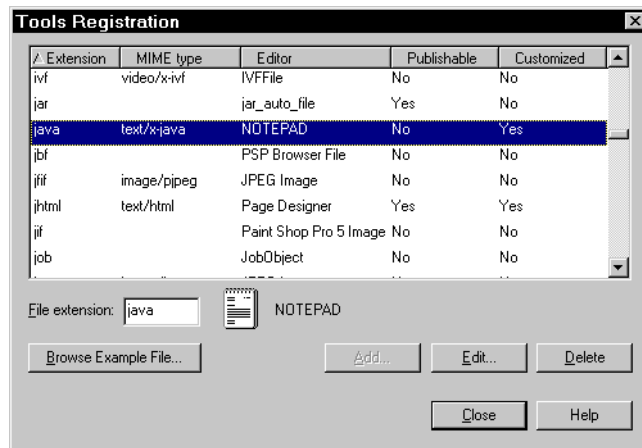 Tools Registration
Extension MIME type Editor Publishable Customized
ivf video/x-ivf IVFFile No No
jar jar_auto_file Yes No
java text/x-java NOTEPAD No Yes
jbf PSP Browser File No No
jfif image/pjpeg JPEG Image No No
jhtml text/html Page Designer Yes Yes
jif Paint Shop Pro 5 Image No No
job JobObject No No
File extension: java NOTEPAD
Browse Example File... Add... Edit... Delete
Close Help